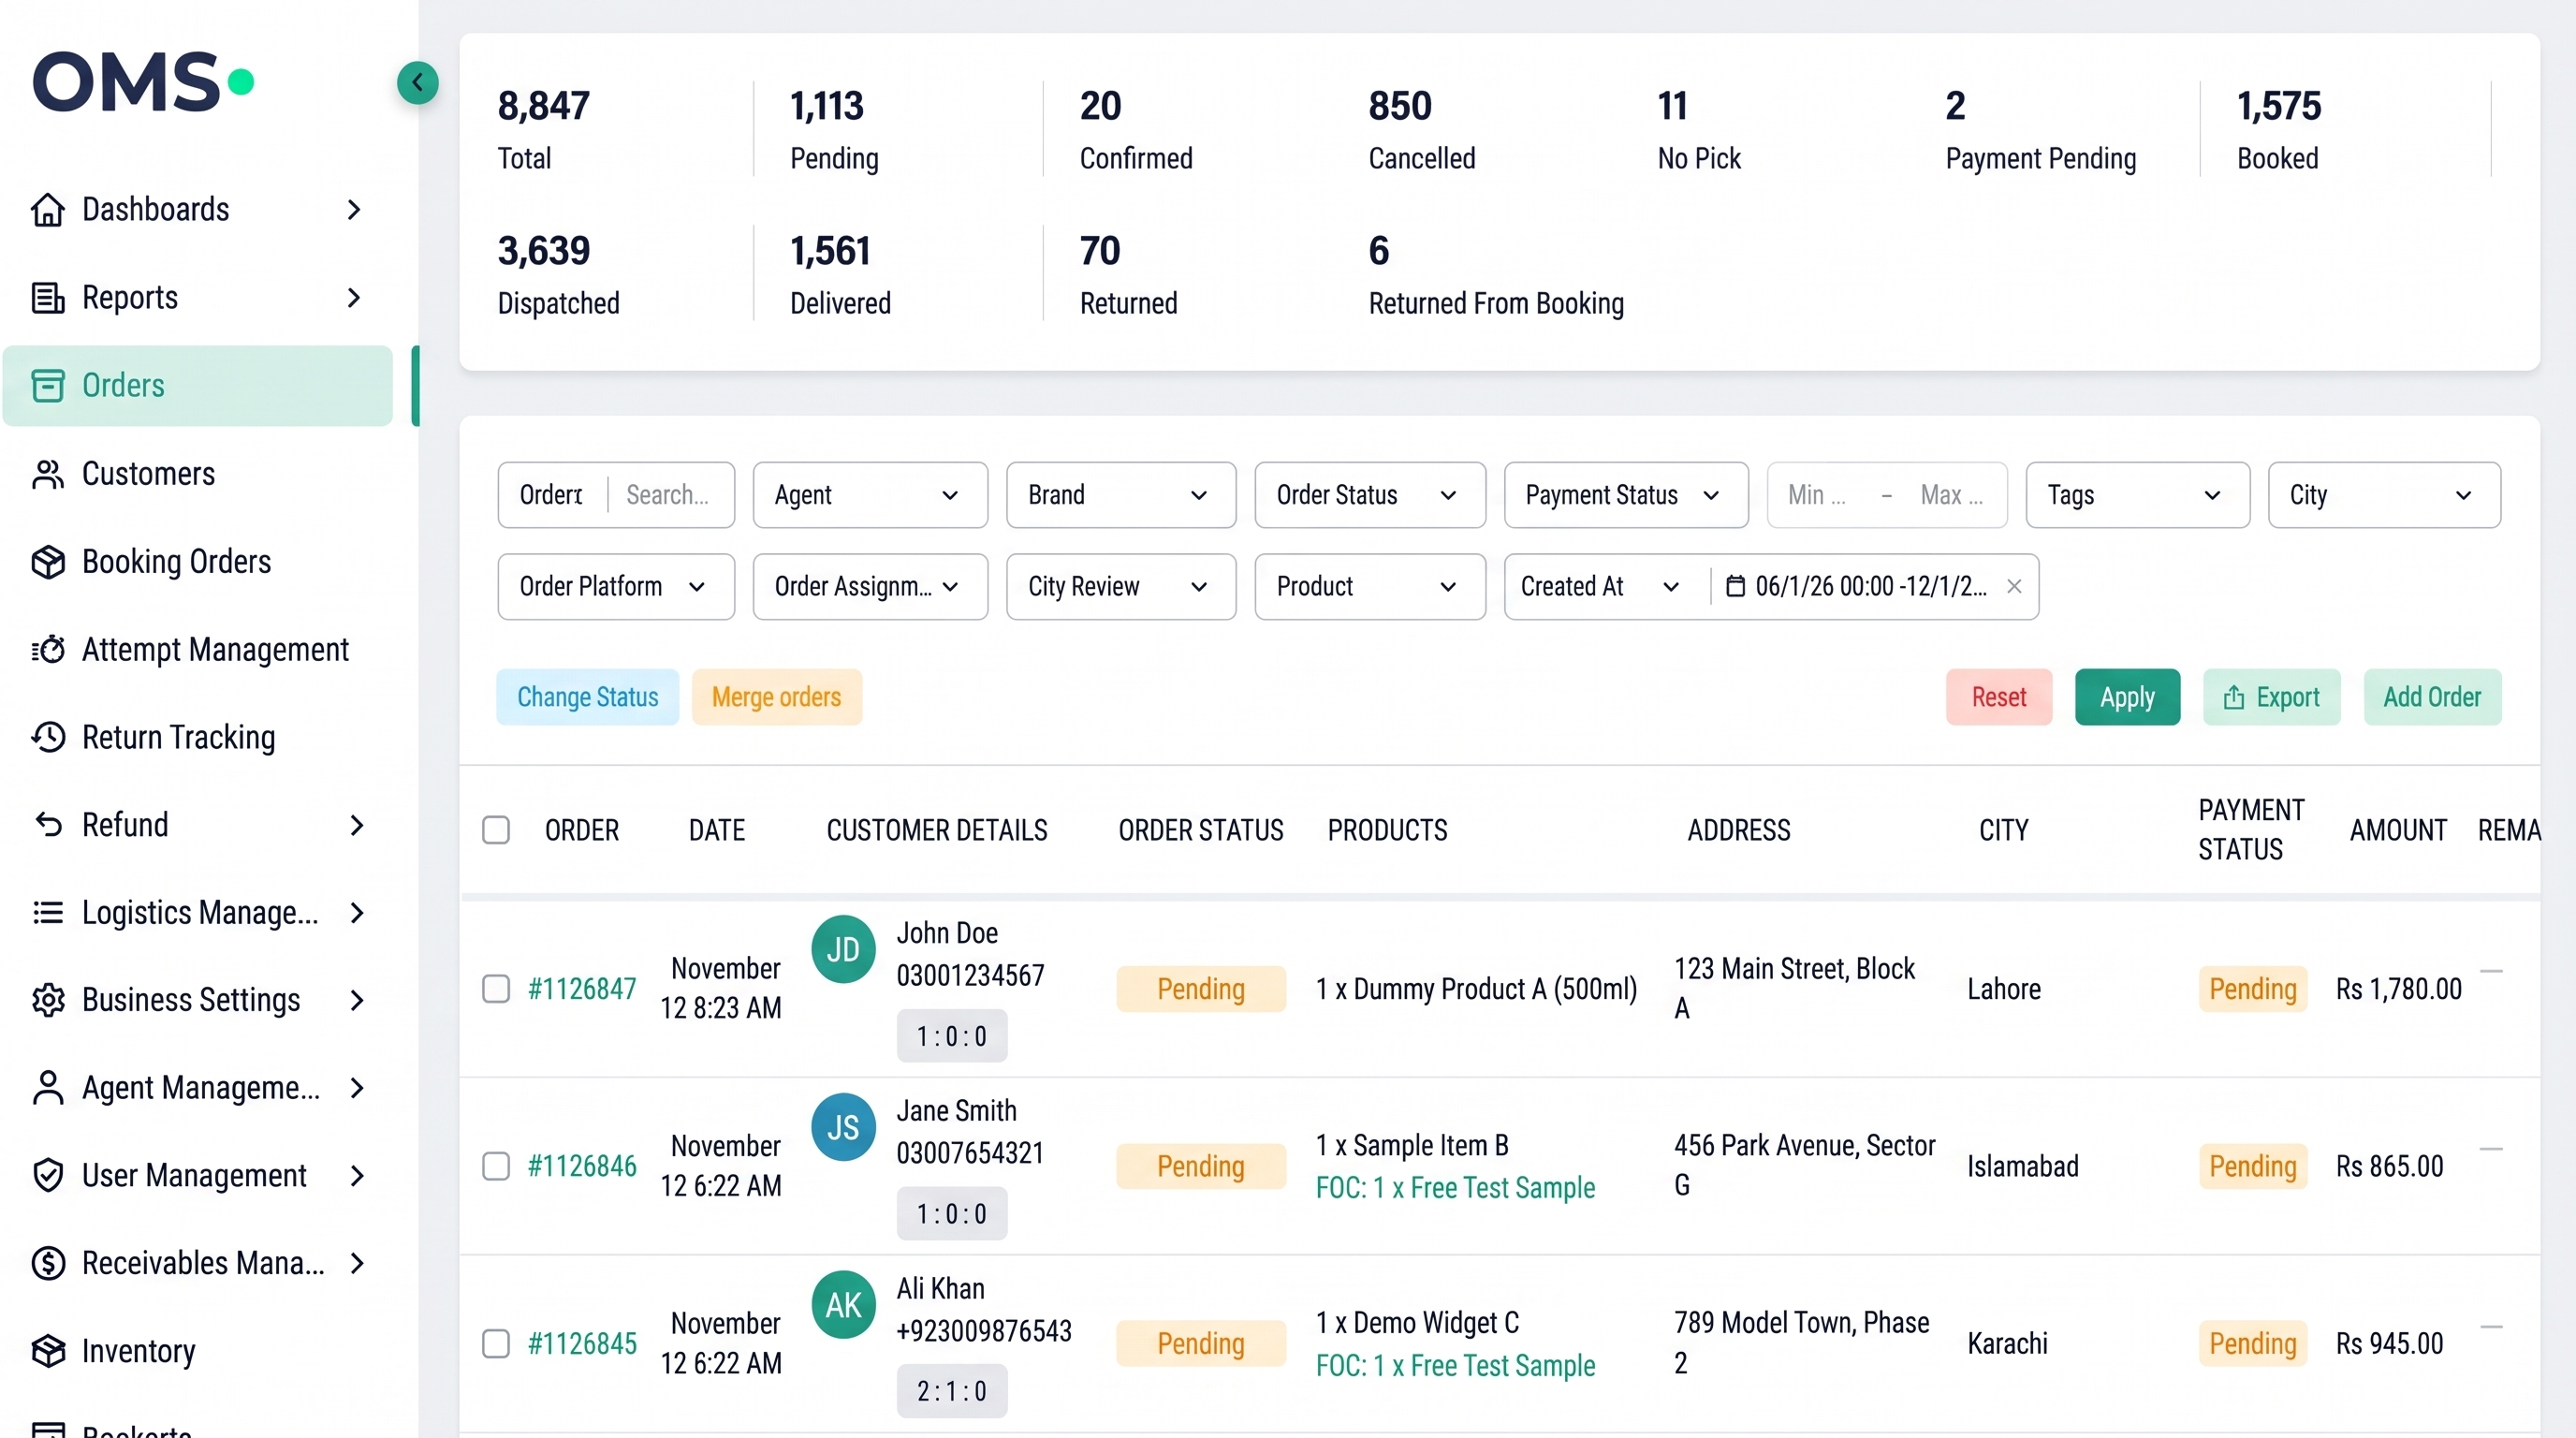 OMS
Dashboards
Reports
Orders
Customers
Booking Orders
Attempt Management
Return Tracking
Refund
Logistics Manage...
Business Settings
Agent Manageme...
User Management
Receivables Mana...
Inventory
8,847
Total
1,113
Pending
20
Confirmed
850
Cancelled
11
No Pick
2
Payment Pending
1,575
Booked
3,639
Dispatched
1,561
Delivered
70
Returned
6
Returned From Booking
Search...
Agent
Brand
Order Status
Payment Status
Min ... – Max ...
Tags
City
Order Platform
Order Assignm...
City Review
Product
Created At
06/1/26 00:00 -12/1/2...
Change Status
Merge orders
Reset
Apply
Export
Add Order
ORDER DATE CUSTOMER DETAILS ORDER STATUS PRODUCTS ADDRESS CITY PAYMENT STATUS AMOUNT REMA
#1126847
November
12 8:23 AM
JD
John Doe
03001234567
1 : 0 : 0
Pending
1 x Dummy Product A (500ml)
123 Main Street, Block
A
Lahore
Pending
Rs 1,780.00
—
#1126846
November
12 6:22 AM
JS
Jane Smith
03007654321
1 : 0 : 0
Pending
1 x Sample Item B
FOC: 1 x Free Test Sample
456 Park Avenue, Sector
G
Islamabad
Pending
Rs 865.00
—
#1126845
November
12 6:22 AM
AK
Ali Khan
+923009876543
2 : 1 : 0
Pending
1 x Demo Widget C
FOC: 1 x Free Test Sample
789 Model Town, Phase
2
Karachi
Pending
Rs 945.00
—